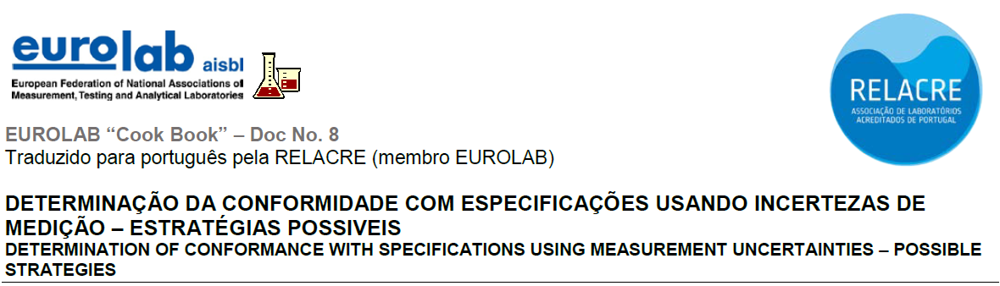 eurolab aisbl
European Federation of National Associations of
Measurement, Testing and Analytical Laboratories
RELACRE
ASSOCIAÇÃO DE LABORATÓRIOS
ACREDITADOS DE PORTUGAL
EUROLAB “Cook Book” – Doc No. 8
Traduzido para português pela RELACRE (membro EUROLAB)
DETERMINAÇÃO DA CONFORMIDADE COM ESPECIFICAÇÕES USANDO INCERTEZAS DE
MEDIÇÃO – ESTRATÉGIAS POSSIVEIS
DETERMINATION OF CONFORMANCE WITH SPECIFICATIONS USING MEASUREMENT UNCERTAINTIES – POSSIBLE
STRATEGIES